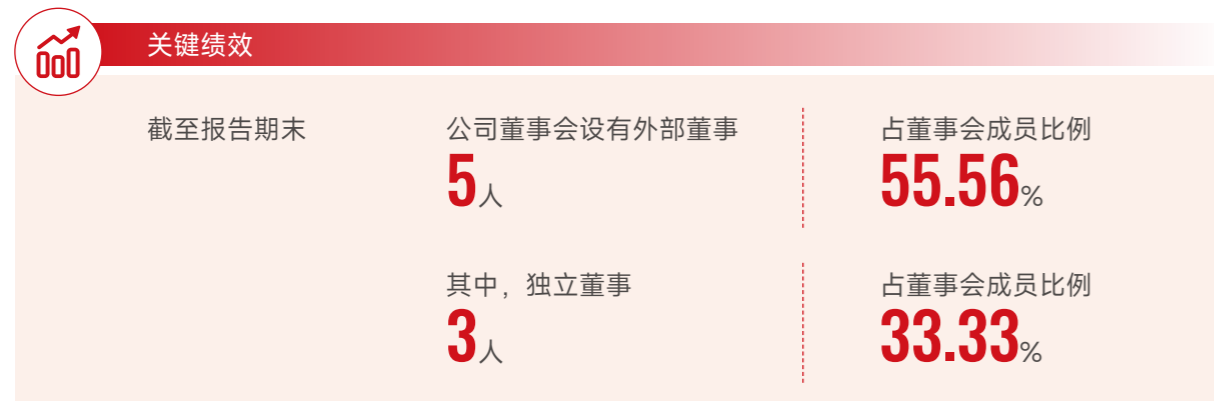 关键绩效
截至报告期末
公司董事会设有外部董事
5人
占董事会成员比例
55.56%
其中，独立董事
3人
占董事会成员比例
33.33%